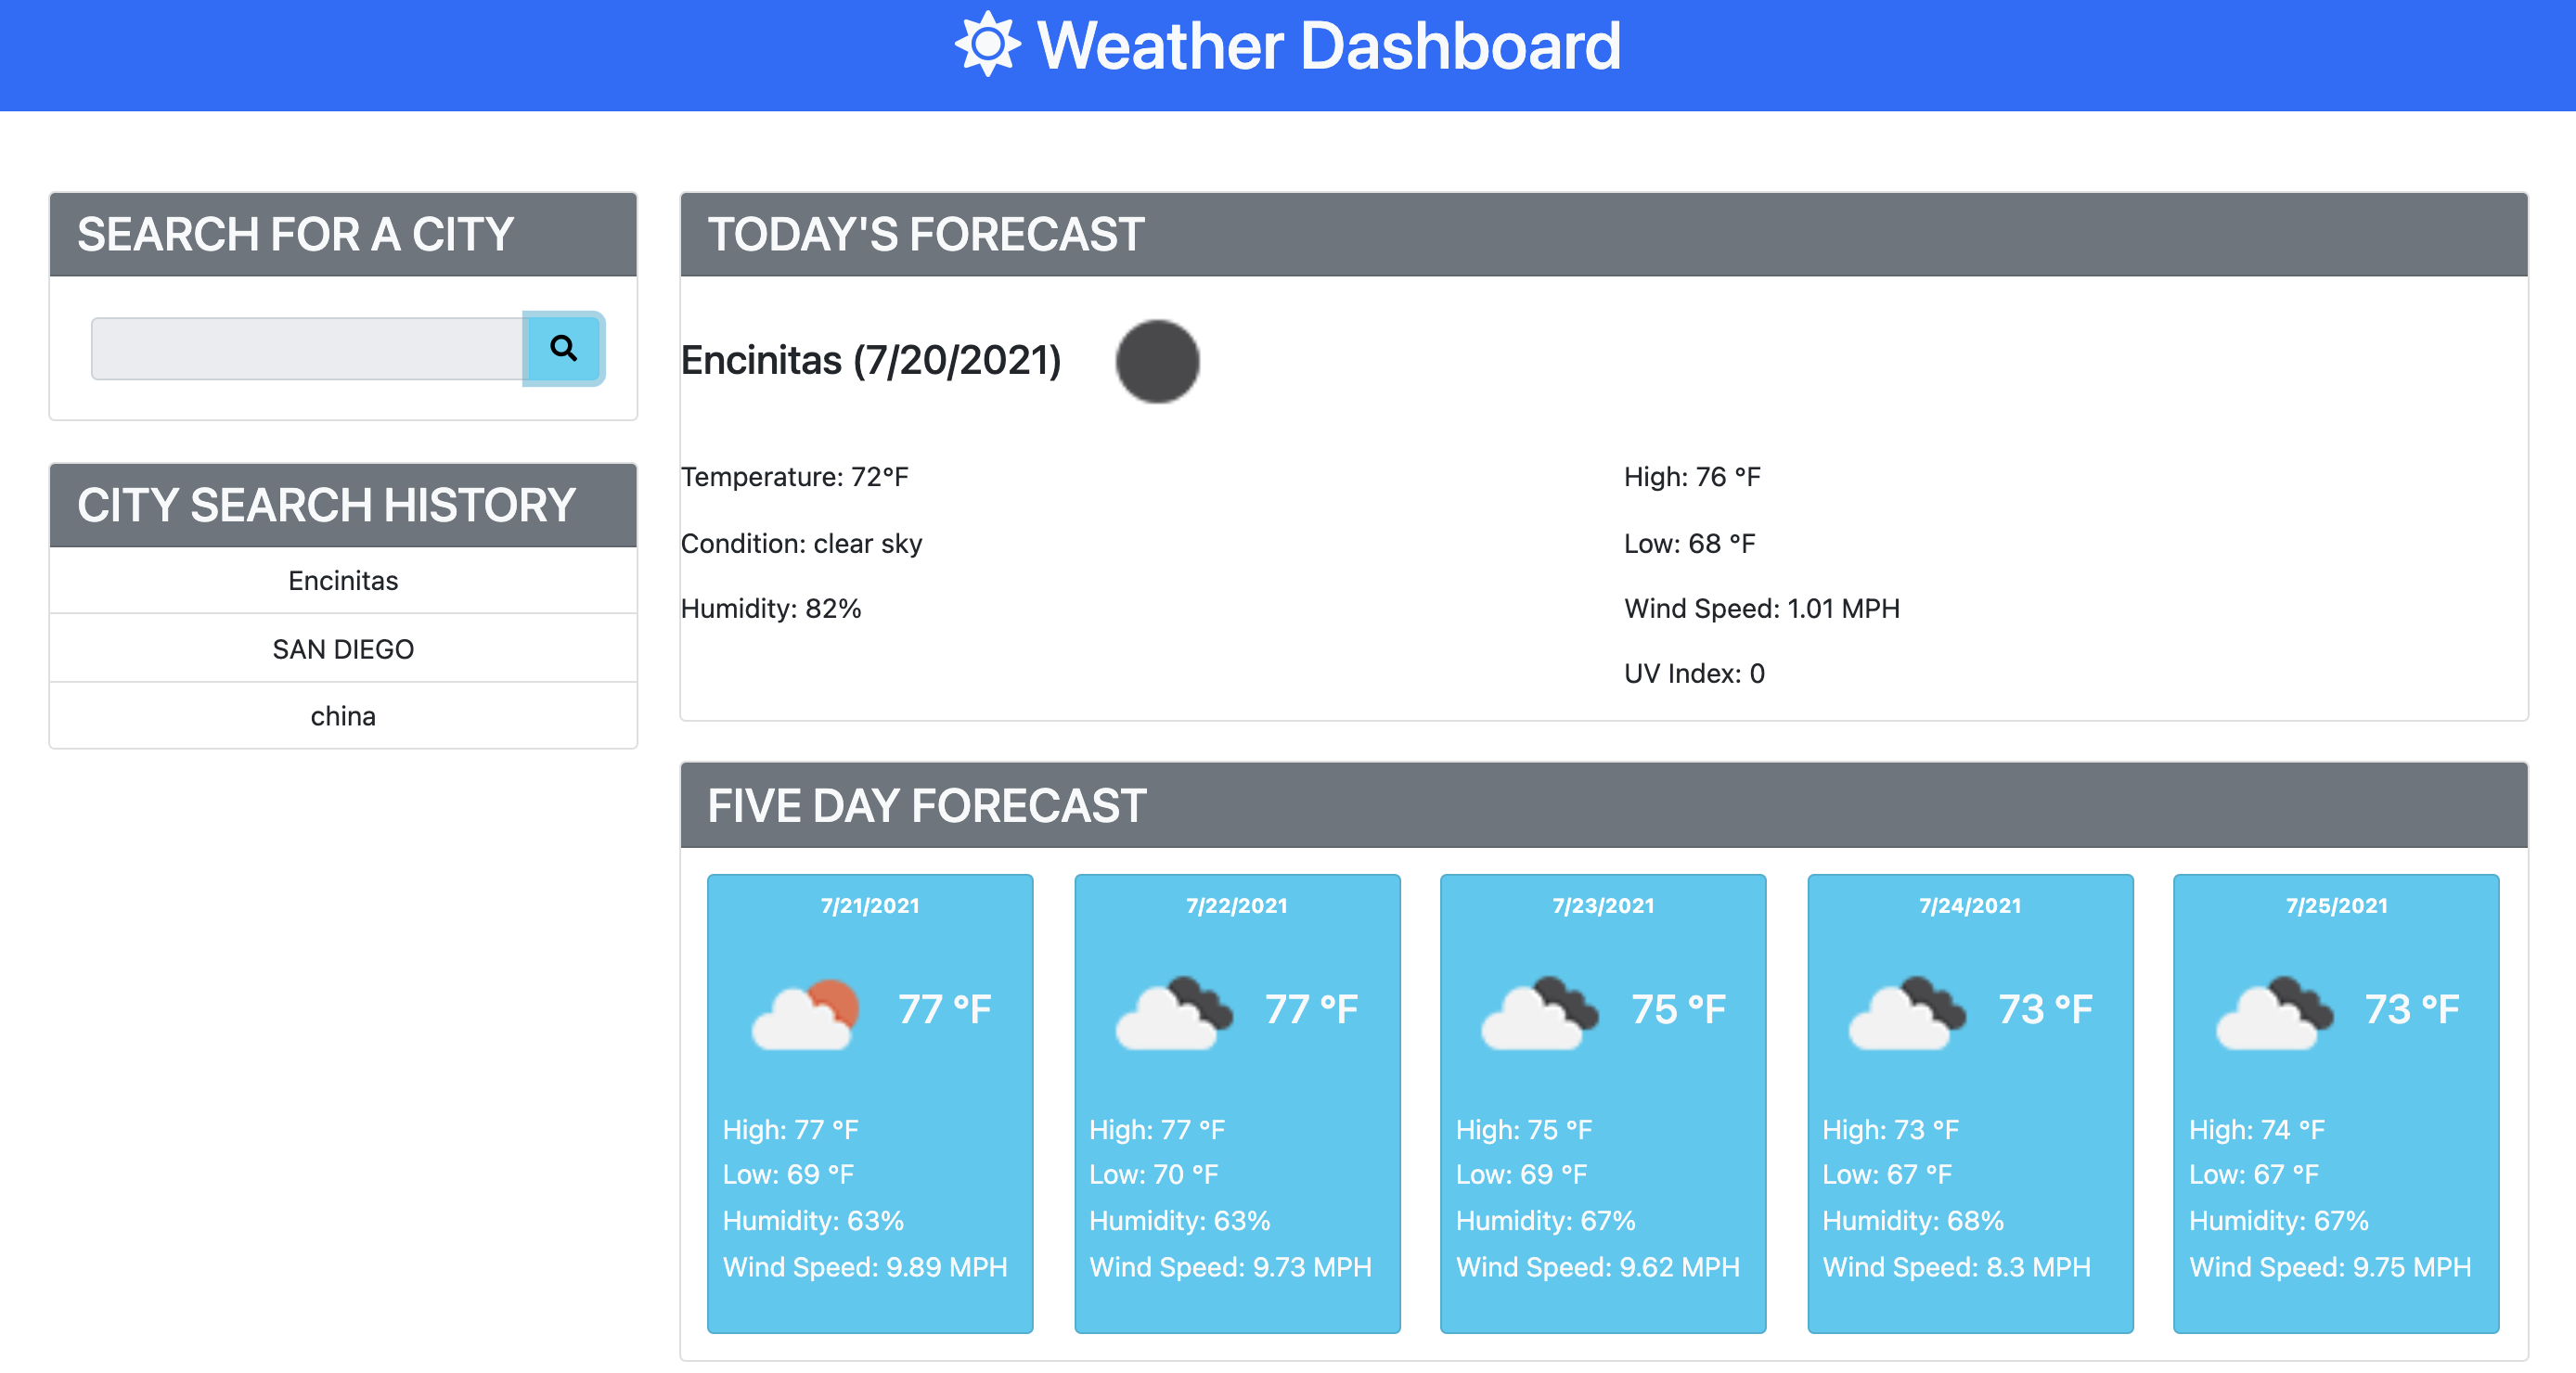 Weather Dashboard
SEARCH FOR A CITY
CITY SEARCH HISTORY
Encinitas
SAN DIEGO
china
TODAY'S FORECAST
Encinitas (7/20/2021)
Temperature: 72°F
Condition: clear sky
Humidity: 82%
High: 76 °F
Low: 68 °F
Wind Speed: 1.01 MPH
UV Index: 0
FIVE DAY FORECAST
7/21/2021
77 °F
High: 77 °F
Low: 69 °F
Humidity: 63%
Wind Speed: 9.89 MPH
7/22/2021
77 °F
High: 77 °F
Low: 70 °F
Humidity: 63%
Wind Speed: 9.73 MPH
7/23/2021
75 °F
High: 75 °F
Low: 69 °F
Humidity: 67%
Wind Speed: 9.62 MPH
7/24/2021
73 °F
High: 73 °F
Low: 67 °F
Humidity: 68%
Wind Speed: 8.3 MPH
7/25/2021
73 °F
High: 74 °F
Low: 67 °F
Humidity: 67%
Wind Speed: 9.75 MPH